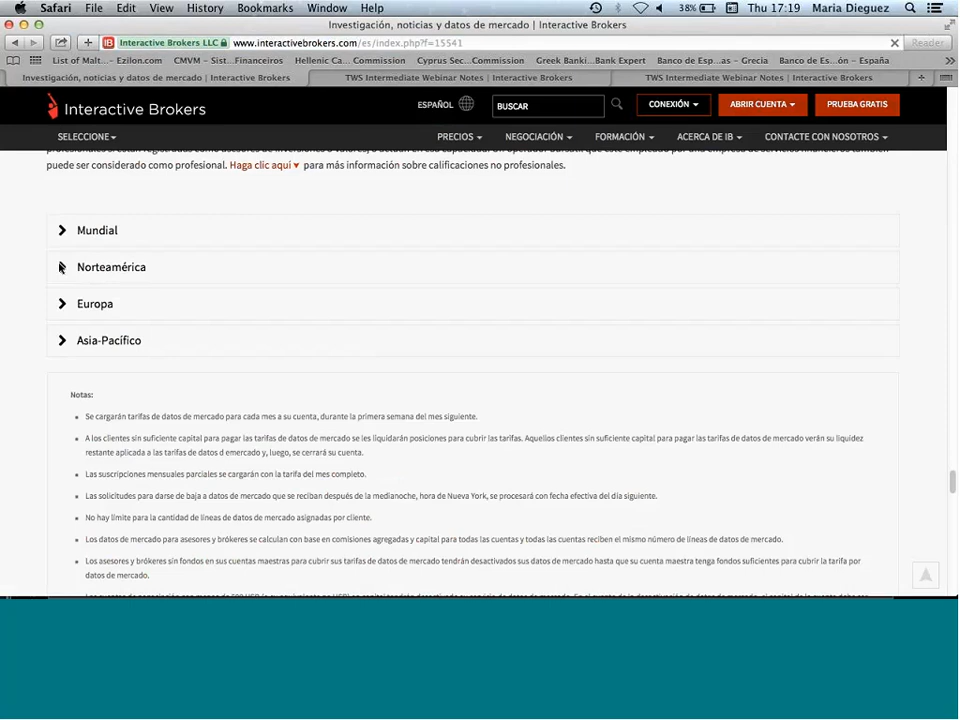 Safari File Edit View History Bookmarks Window Help 38% Thu 17:19 Maria Dieguez
Investigación, noticias y datos de mercado | Interactive Brokers
Interactive Brokers LLC www.interactivebrokers.com/es/index.php?f=15541 Reader
List of Malt...- Ezilon.com CMVM – Sist...Financeiros Hellenic Ca... Commission Cyprus Sec...Commission Greek Banki...Bank Expert Banco de Esp...as – Grecia Banco de Es...ón – España
Investigación, noticias y datos de mercado | Interactive Brokers TWS Intermediate Webinar Notes | Interactive Brokers TWS Intermediate Webinar Notes | Interactive Brokers
Interactive Brokers ESPAÑOL BUSCAR CONEXIÓN ABRIR CUENTA PRUEBA GRATIS
SELECCIONE PRECIOS NEGOCIACIÓN FORMACIÓN ACERCA DE IB CONTACTE CON NOSOTROS
puede ser considerado como profesional. Haga clic aquí para más información sobre calificaciones no profesionales.
Mundial
Norteamérica
Europa
Asia-Pacífico
Notas:
Se cargarán tarifas de datos de mercado para cada mes a su cuenta, durante la primera semana del mes siguiente.
A los clientes sin suficiente capital para pagar las tarifas de datos de mercado se les liquidarán posiciones para cubrir las tarifas. Aquellos clientes sin suficiente capital para pagar las tarifas de datos de mercado verán su liquidez
restante aplicada a las tarifas de datos d emercado y, luego, se cerrará su cuenta.
Las suscripciones mensuales parciales se cargarán con la tarifa del mes completo.
Las solicitudes para darse de baja a datos de mercado que se reciban después de la medianoche, hora de Nueva York, se procesará con fecha efectiva del día siguiente.
No hay límite para la cantidad de líneas de datos de mercado asignadas por cliente.
Los datos de mercado para asesores y brókeres se calculan con base en comisiones agregadas y capital para todas las cuentas y todas las cuentas reciben el mismo número de líneas de datos de mercado.
Los asesores y brókeres sin fondos en sus cuentas maestras para cubrir sus tarifas de datos de mercado tendrán desactivados sus datos de mercado hasta que su cuenta maestra tenga fondos suficientes para cubrir la tarifa por
datos de mercado.